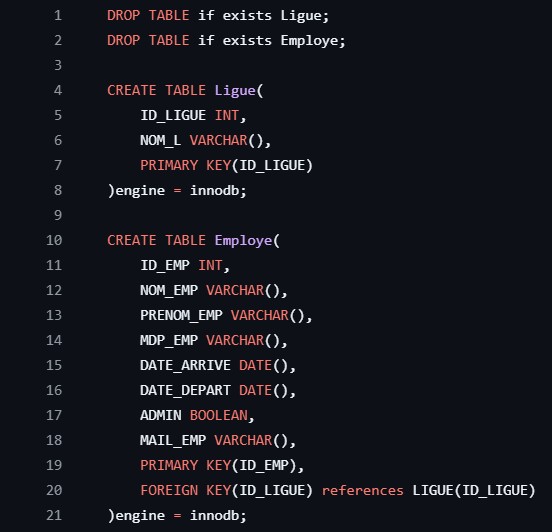 1 DROP TABLE if exists Ligue;
2 DROP TABLE if exists Employe;
3
4 CREATE TABLE Ligue(
5 ID_LIGUE INT,
6 NOM_L VARCHAR(),
7 PRIMARY KEY(ID_LIGUE)
8 )engine = innodb;
9
10 CREATE TABLE Employe(
11 ID_EMP INT,
12 NOM_EMP VARCHAR(),
13 PRENOM_EMP VARCHAR(),
14 MDP_EMP VARCHAR(),
15 DATE_ARRIVE DATE(),
16 DATE_DEPART DATE(),
17 ADMIN BOOLEAN,
18 MAIL_EMP VARCHAR(),
19 PRIMARY KEY(ID_EMP),
20 FOREIGN KEY(ID_LIGUE) references LIGUE(ID_LIGUE)
21 )engine = innodb;